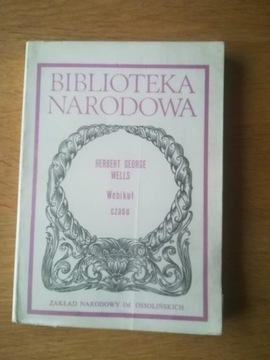 BIBLIOTEKA
NARODOWA
HERBERT GEORGE
WELLS
Wehikuł
czasu
ZAKŁAD NARODOWY IM. OSSOLIŃSKICH